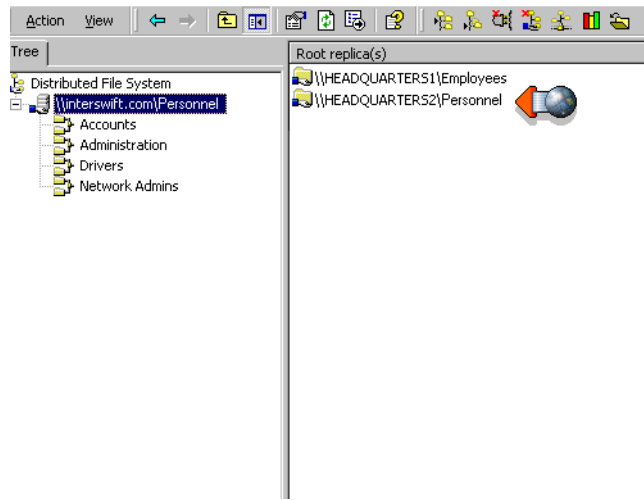 Action View
Tree
Root replica(s)
Distributed File System
\\interswift.com\Personnel
Accounts
Administration
Drivers
Network Admins
\\HEADQUARTERS1\Employees
\\HEADQUARTERS2\Personnel